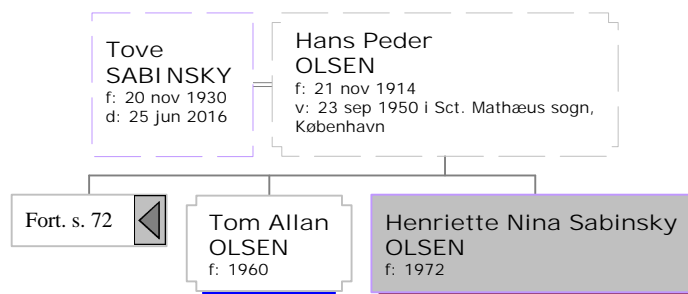 Tove
SABINSKY
f: 20 nov 1930
d: 25 jun 2016
Hans Peder
OLSEN
f: 21 nov 1914
v: 23 sep 1950 i Sct. Mathæus sogn,
København
Fort. s. 72
Tom Allan
OLSEN
f: 1960
Henriette Nina Sabinsky
OLSEN
f: 1972